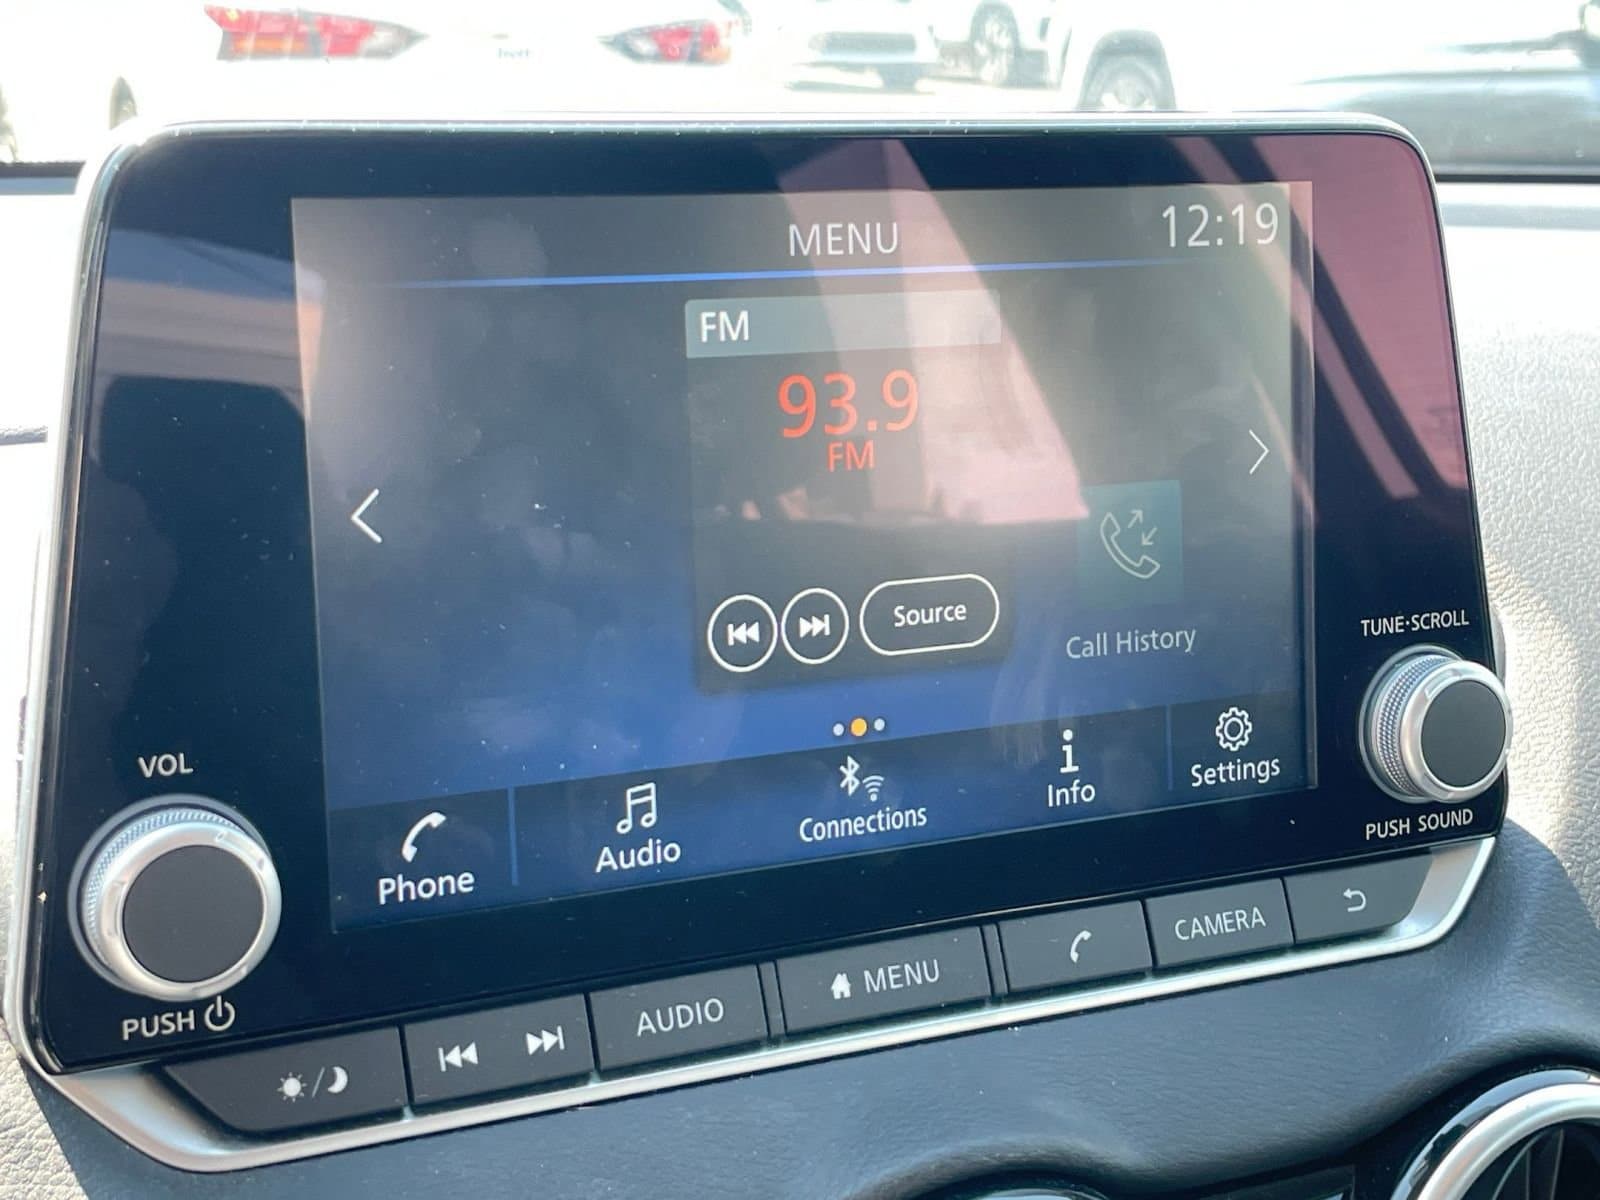 MENU
12:19
FM
93.9
FM
Source
Call History
Phone
Audio
Connections
Info
Settings
VOL
PUSH
TUNE·SCROLL
PUSH SOUND
AUDIO
MENU
CAMERA